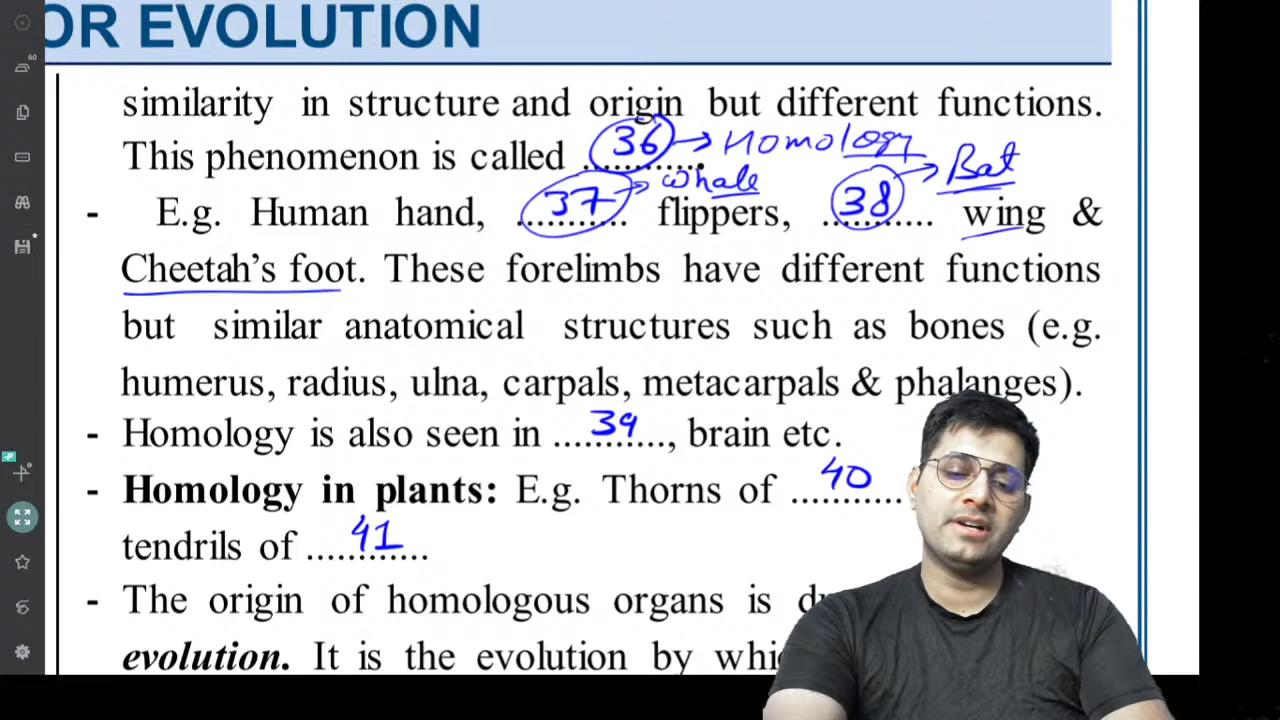 OR EVOLUTION
similarity in structure and origin but different functions.
This phenomenon is called ............. 36 → Homology
- E.g. Human hand, ........... 37 → whale flippers, ........... 38 → Bat wing &
Cheetah’s foot. These forelimbs have different functions
but similar anatomical structures such as bones (e.g.
humerus, radius, ulna, carpals, metacarpals & phalanges).
- Homology is also seen in ........... 39, brain etc.
- Homology in plants: E.g. Thorns of ........... 40
tendrils of ............ 41
- The origin of homologous organs is
evolution. It is the evolution by